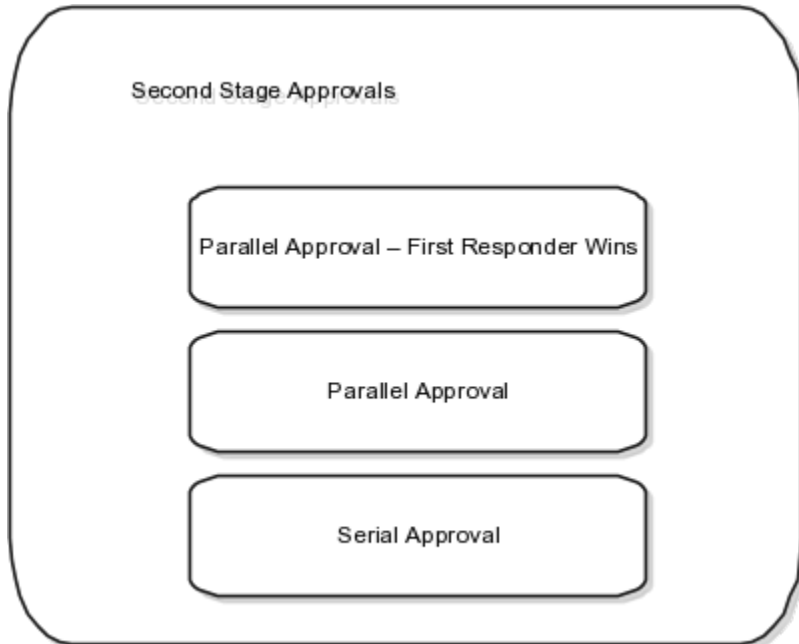 Second Stage Approvals
Parallel Approval – First Responder Wins
Parallel Approval
Serial Approval